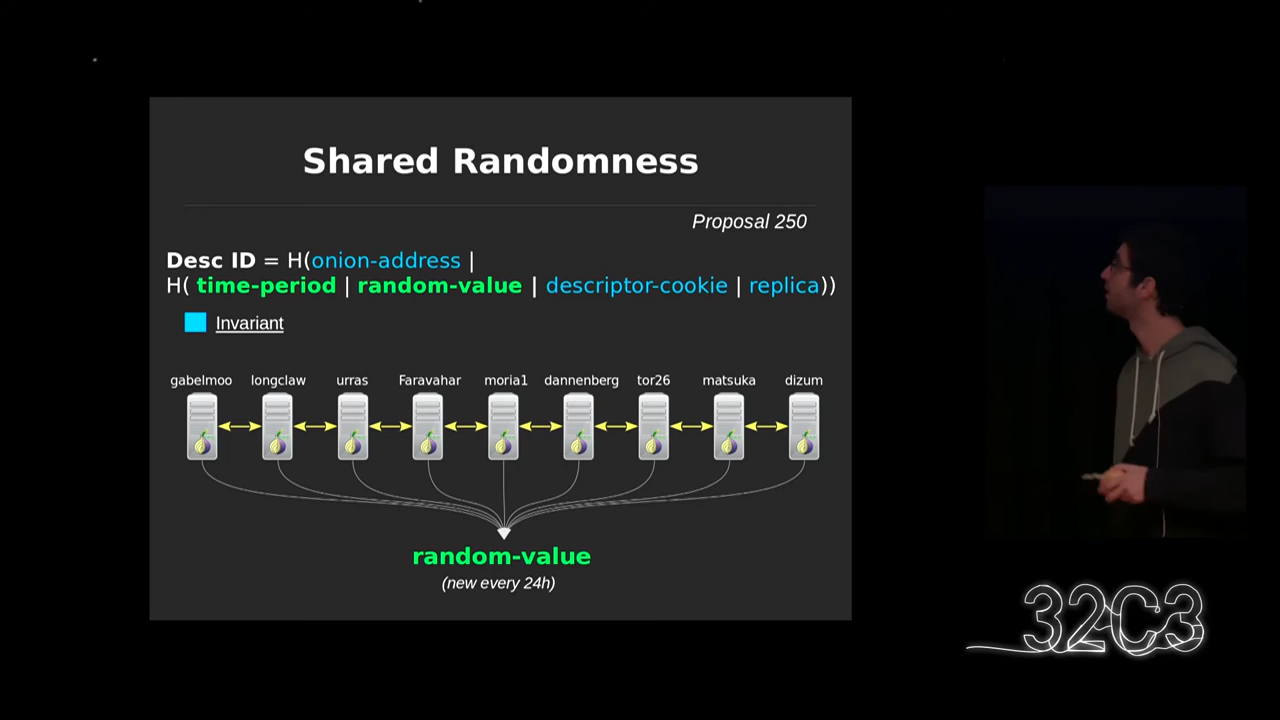 Shared Randomness
Proposal 250
Desc ID = H(onion-address |
H( time-period | random-value | descriptor-cookie | replica))
Invariant
gabelmoo longclaw urras Faravahar moria1 dannenberg tor26 matsuka dizum
random-value
(new every 24h)
32C3